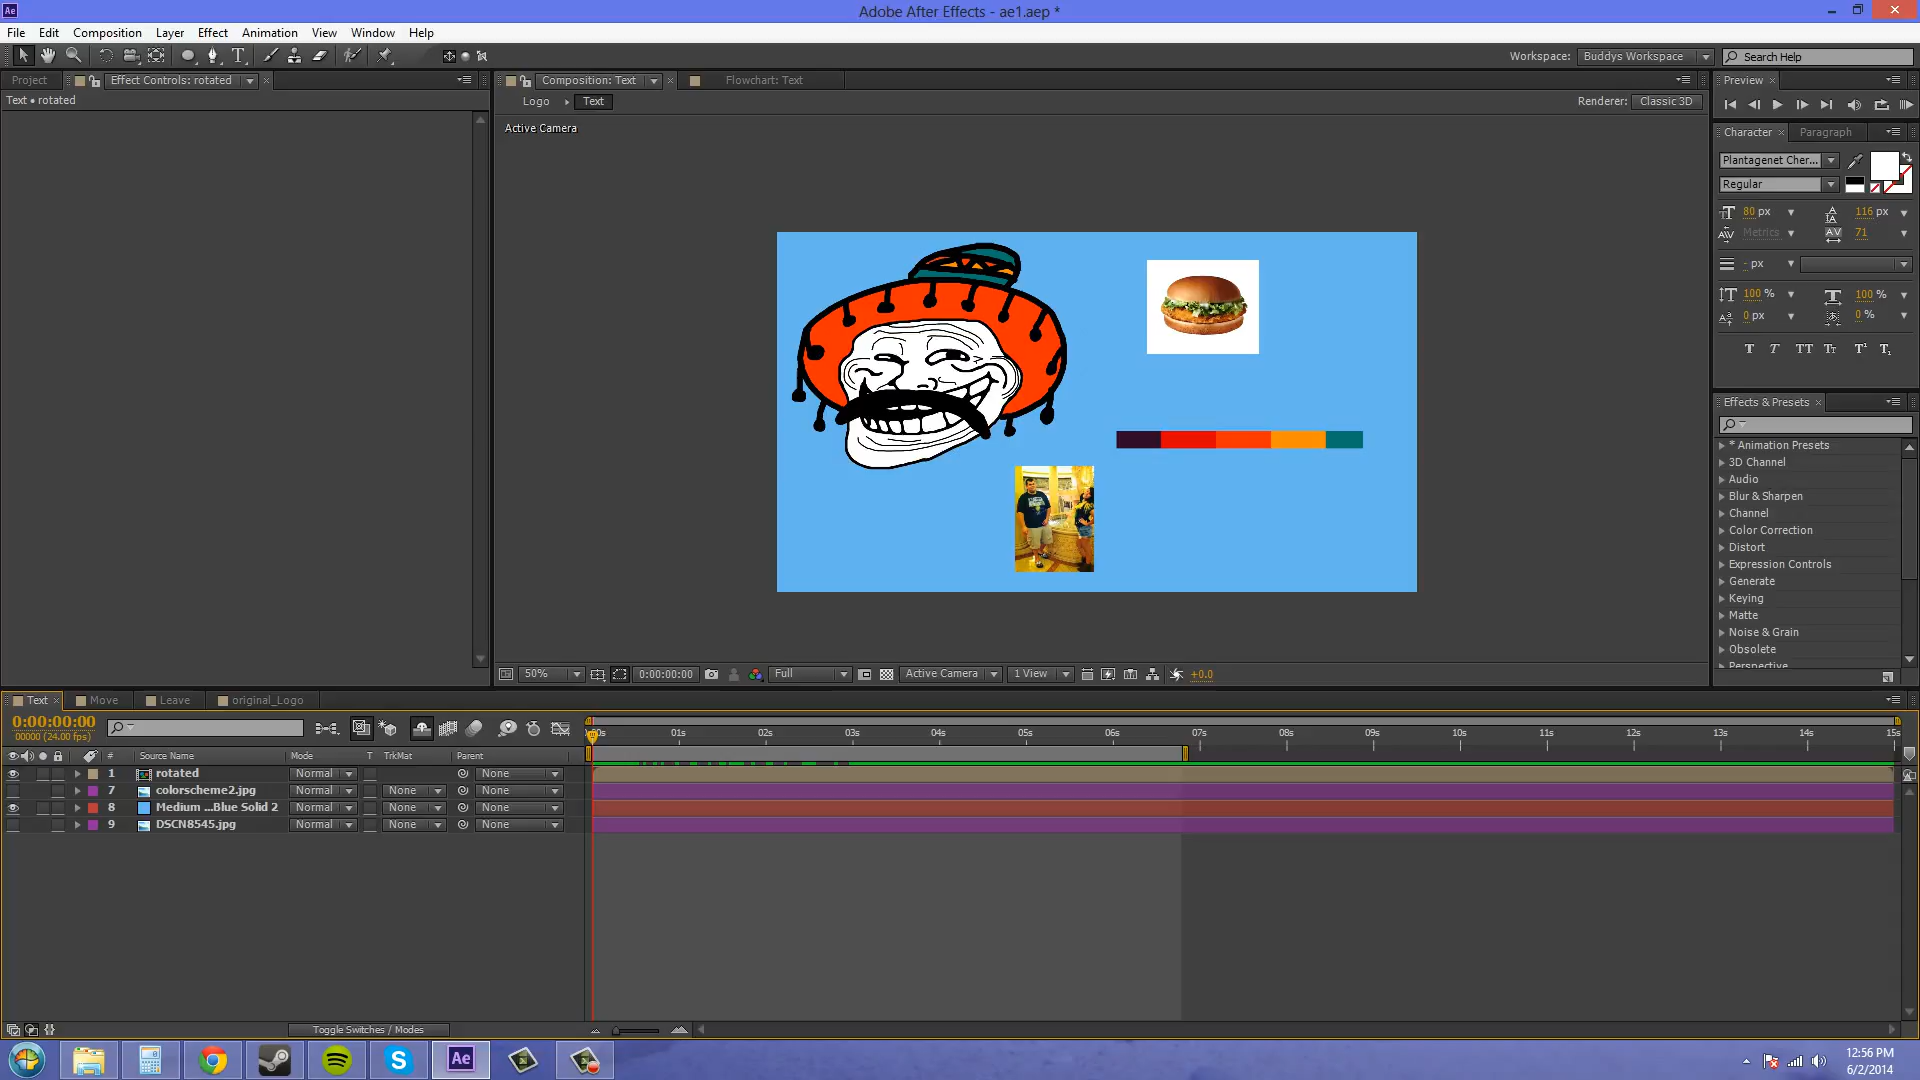 Ae
Adobe After Effects - ae1.aep *
File Edit Composition Layer Effect Animation View Window Help
Workspace: Buddys Workspace Search Help
Project Effect Controls: rotated Composition: Text Flowchart: Text Preview
Text • rotated
Logo Text Renderer: Classic 3D
Active Camera
Character Paragraph
Plantagenet Cher...
Regular
80 px 116 px
Metrics 71
- px
100 % 100 %
0 px 0 %
T T TT Tt T¹ T₁
Effects & Presets
* Animation Presets
3D Channel
Audio
Blur & Sharpen
Channel
Color Correction
Distort
Expression Controls
Generate
Keying
Matte
Noise & Grain
Obsolete
Perspective
50% 0:00:00:00 Full Active Camera 1 View +0.0
Text Move Leave original_Logo
0:00:00:00
00000 (24.00 fps)
01s 02s 03s 04s 05s 06s 07s 08s 09s 10s 11s 12s 13s 14s 15s
# Source Name Mode T TrkMat Parent
1 rotated Normal None
7 colorscheme2.jpg Normal None None
8 Medium ...Blue Solid 2 Normal None None
9 DSCN8545.jpg Normal None None
Toggle Switches / Modes
Ae
12:56 PM
6/2/2014